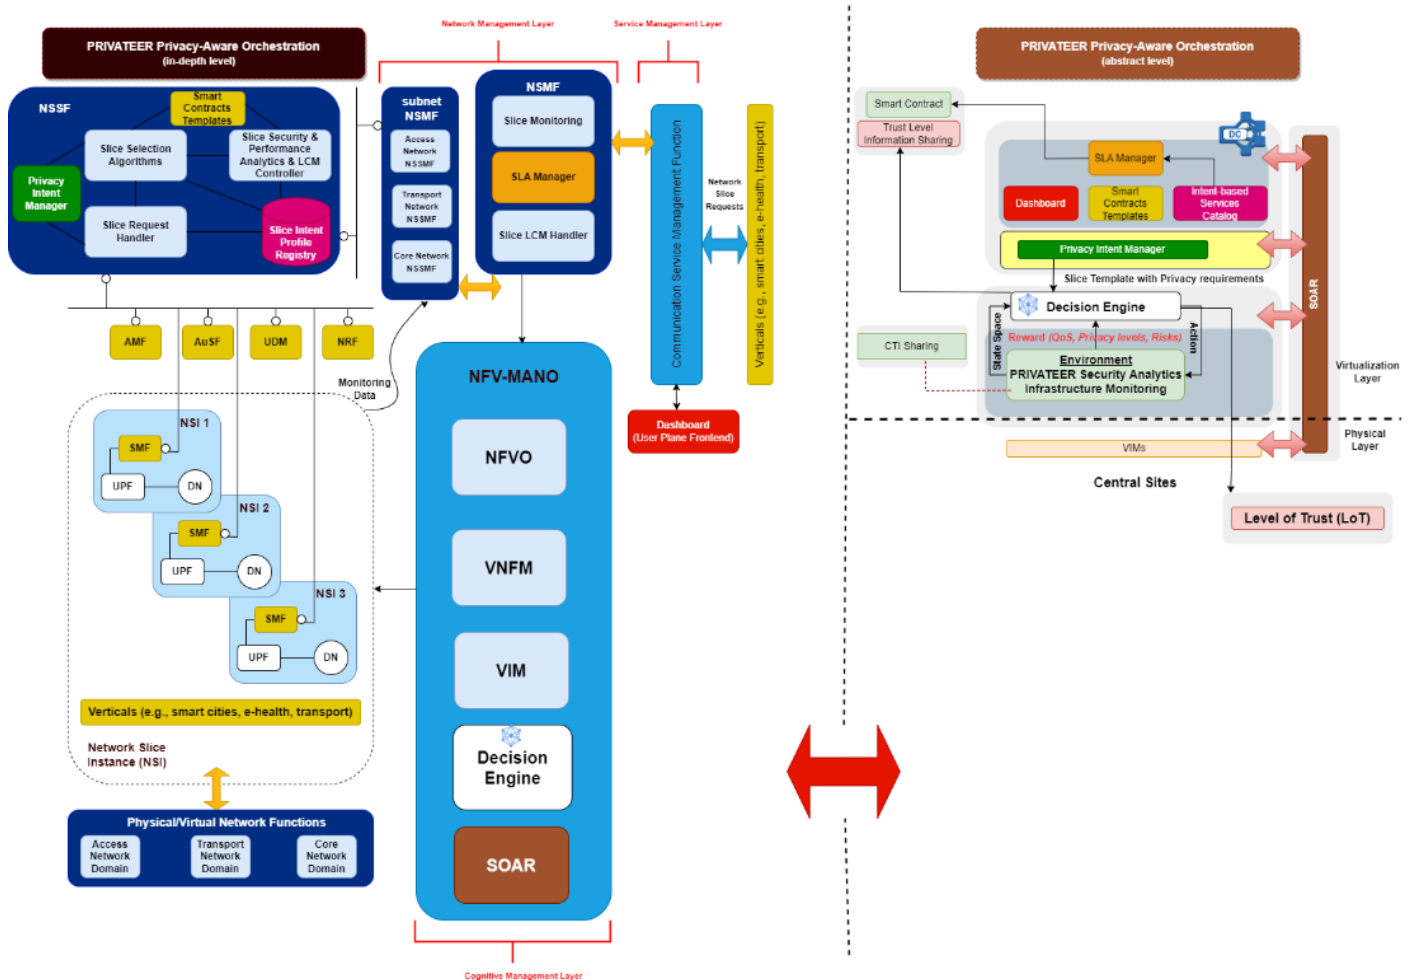 Network Management Layer
Service Management Layer
PRIVATEER Privacy-Aware Orchestration
(in-depth level)
NSSF
Smart
Contracts
Templates
Slice Selection
Algorithms
Slice Security &
Performance
Analytics & LCM
Controller
Privacy
Intent
Manager
Slice Request
Handler
Slice Intent
Profile
Registry
subnet
NSMF
Access
Network
NSSMF
Transport
Network
NSSMF
Core Network
NSSMF
NSMF
Slice Monitoring
SLA Manager
Slice LCM Handler
Communication Service Management Function
Network
Slice
Requests
Verticals (e.g., smart cities, e-health, transport)
AMF
AuSF
UDM
NRF
Monitoring
Data
NSI 1
SMF
UPF
DN
NSI 2
SMF
UPF
DN
NSI 3
SMF
UPF
DN
Verticals (e.g., smart cities, e-health, transport)
Network Slice
Instance (NSI)
Physical/Virtual Network Functions
Access
Network
Domain
Transport
Network
Domain
Core
Network
Domain
NFV-MANO
NFVO
VNFM
VIM
Decision
Engine
SOAR
Cognitive Management Layer
Dashboard
(User Plane Frontend)
PRIVATEER Privacy-Aware Orchestration
(abstract level)
Smart Contract
Trust Level
Information Sharing
DC
SLA Manager
Dashboard
Smart
Contracts
Templates
Intent-based
Services
Catalog
Privacy Intent Manager
Slice Template with Privacy requirements
Decision Engine
State Space
Reward (QoS, Privacy levels, Risks)
Action
Environment
PRIVATEER Security Analytics
Infrastructure Monitoring
CTI Sharing
SOAR
Virtualization
Layer
Physical
Layer
VIMs
Central Sites
Level of Trust (LoT)